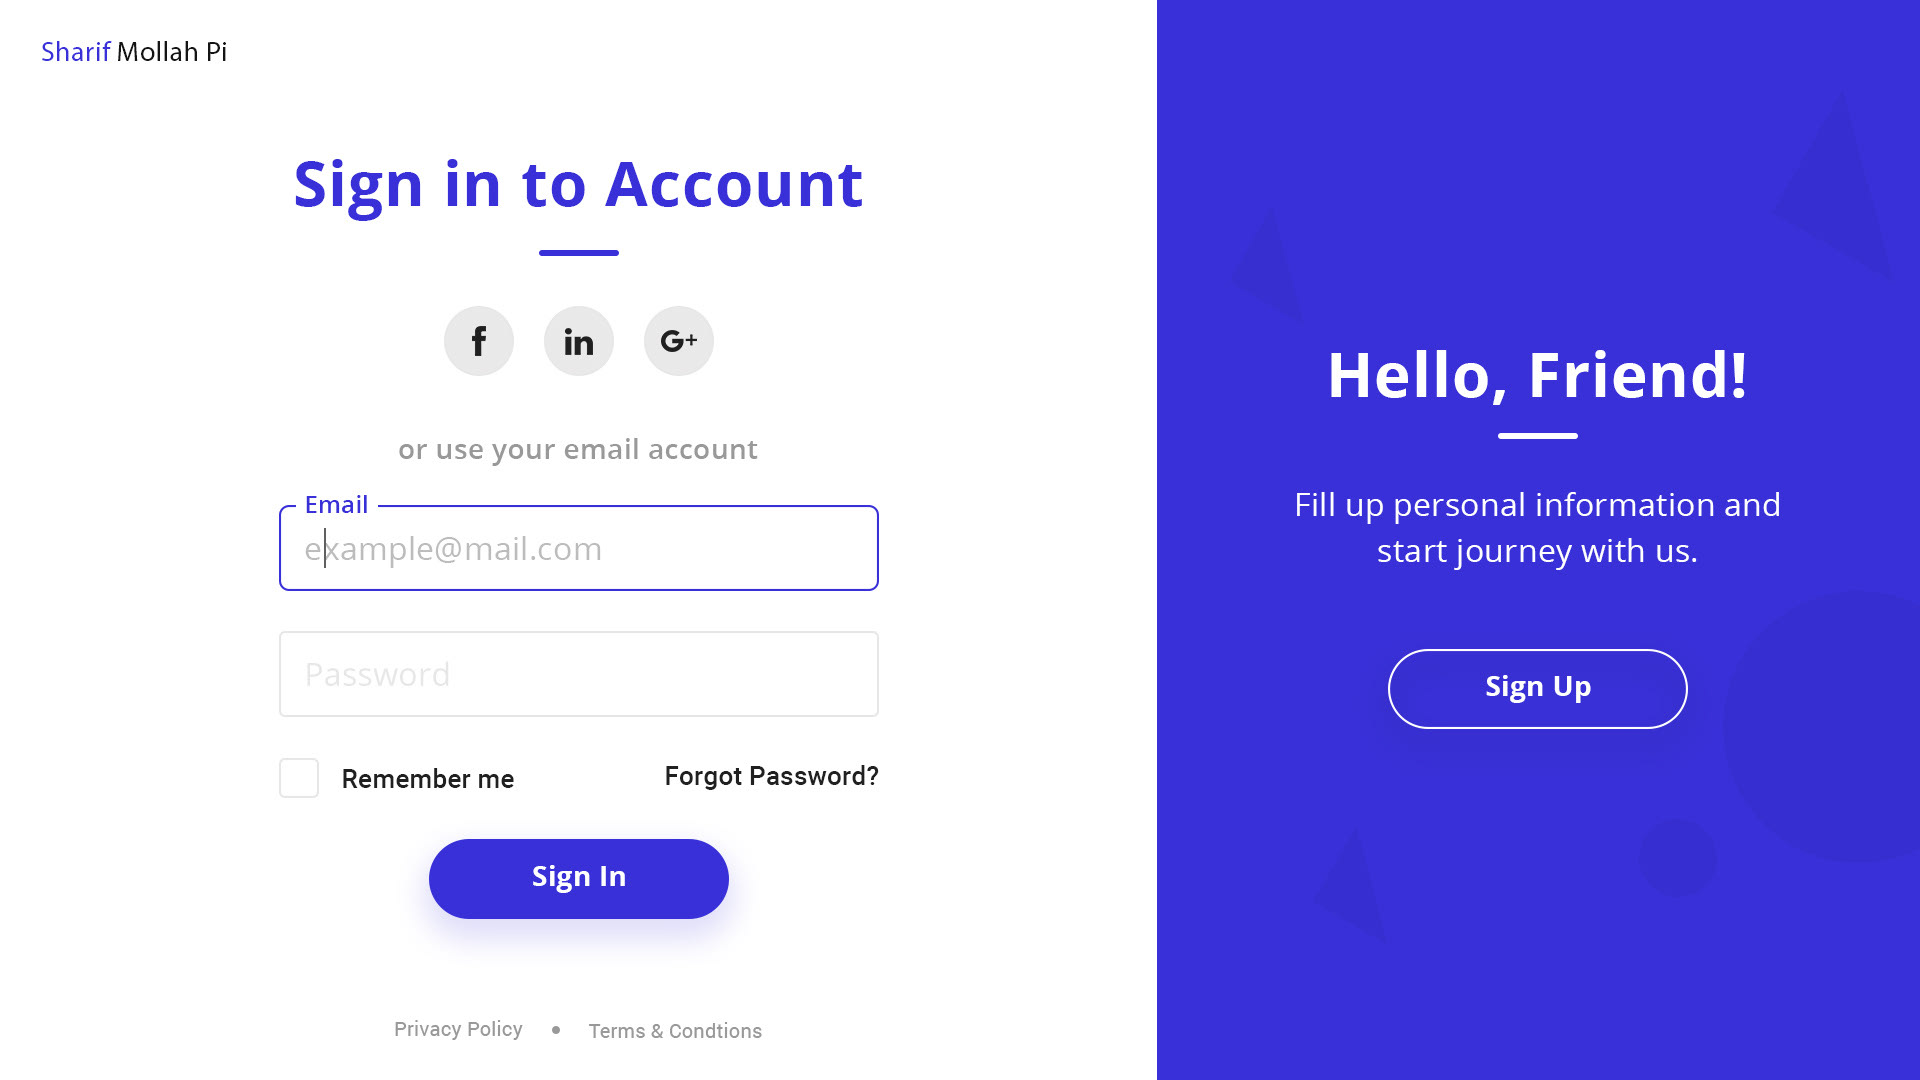 Sharif Mollah Pi
Sign in to Account
f
in
G+
or use your email account
Email
example@mail.com
Password
Remember me
Forgot Password?
Sign In
Privacy Policy • Terms & Condtions
Hello, Friend!
Fill up personal information and
start journey with us.
Sign Up